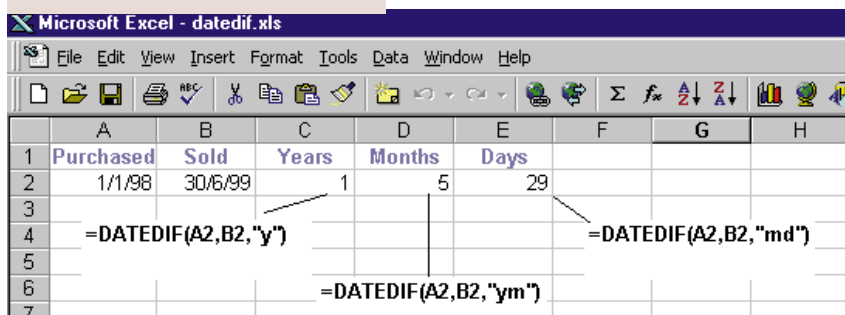 Microsoft Excel - datedif.xls
File Edit View Insert Format Tools Data Window Help
ABC Σ fx A Z Z A
A B C D E F G H
1 Purchased Sold Years Months Days
2 1/1/98 30/6/99 1 5 29
3
4 =DATEDIF(A2,B2,"y") =DATEDIF(A2,B2,"md")
5
6 =DATEDIF(A2,B2,"ym")
7